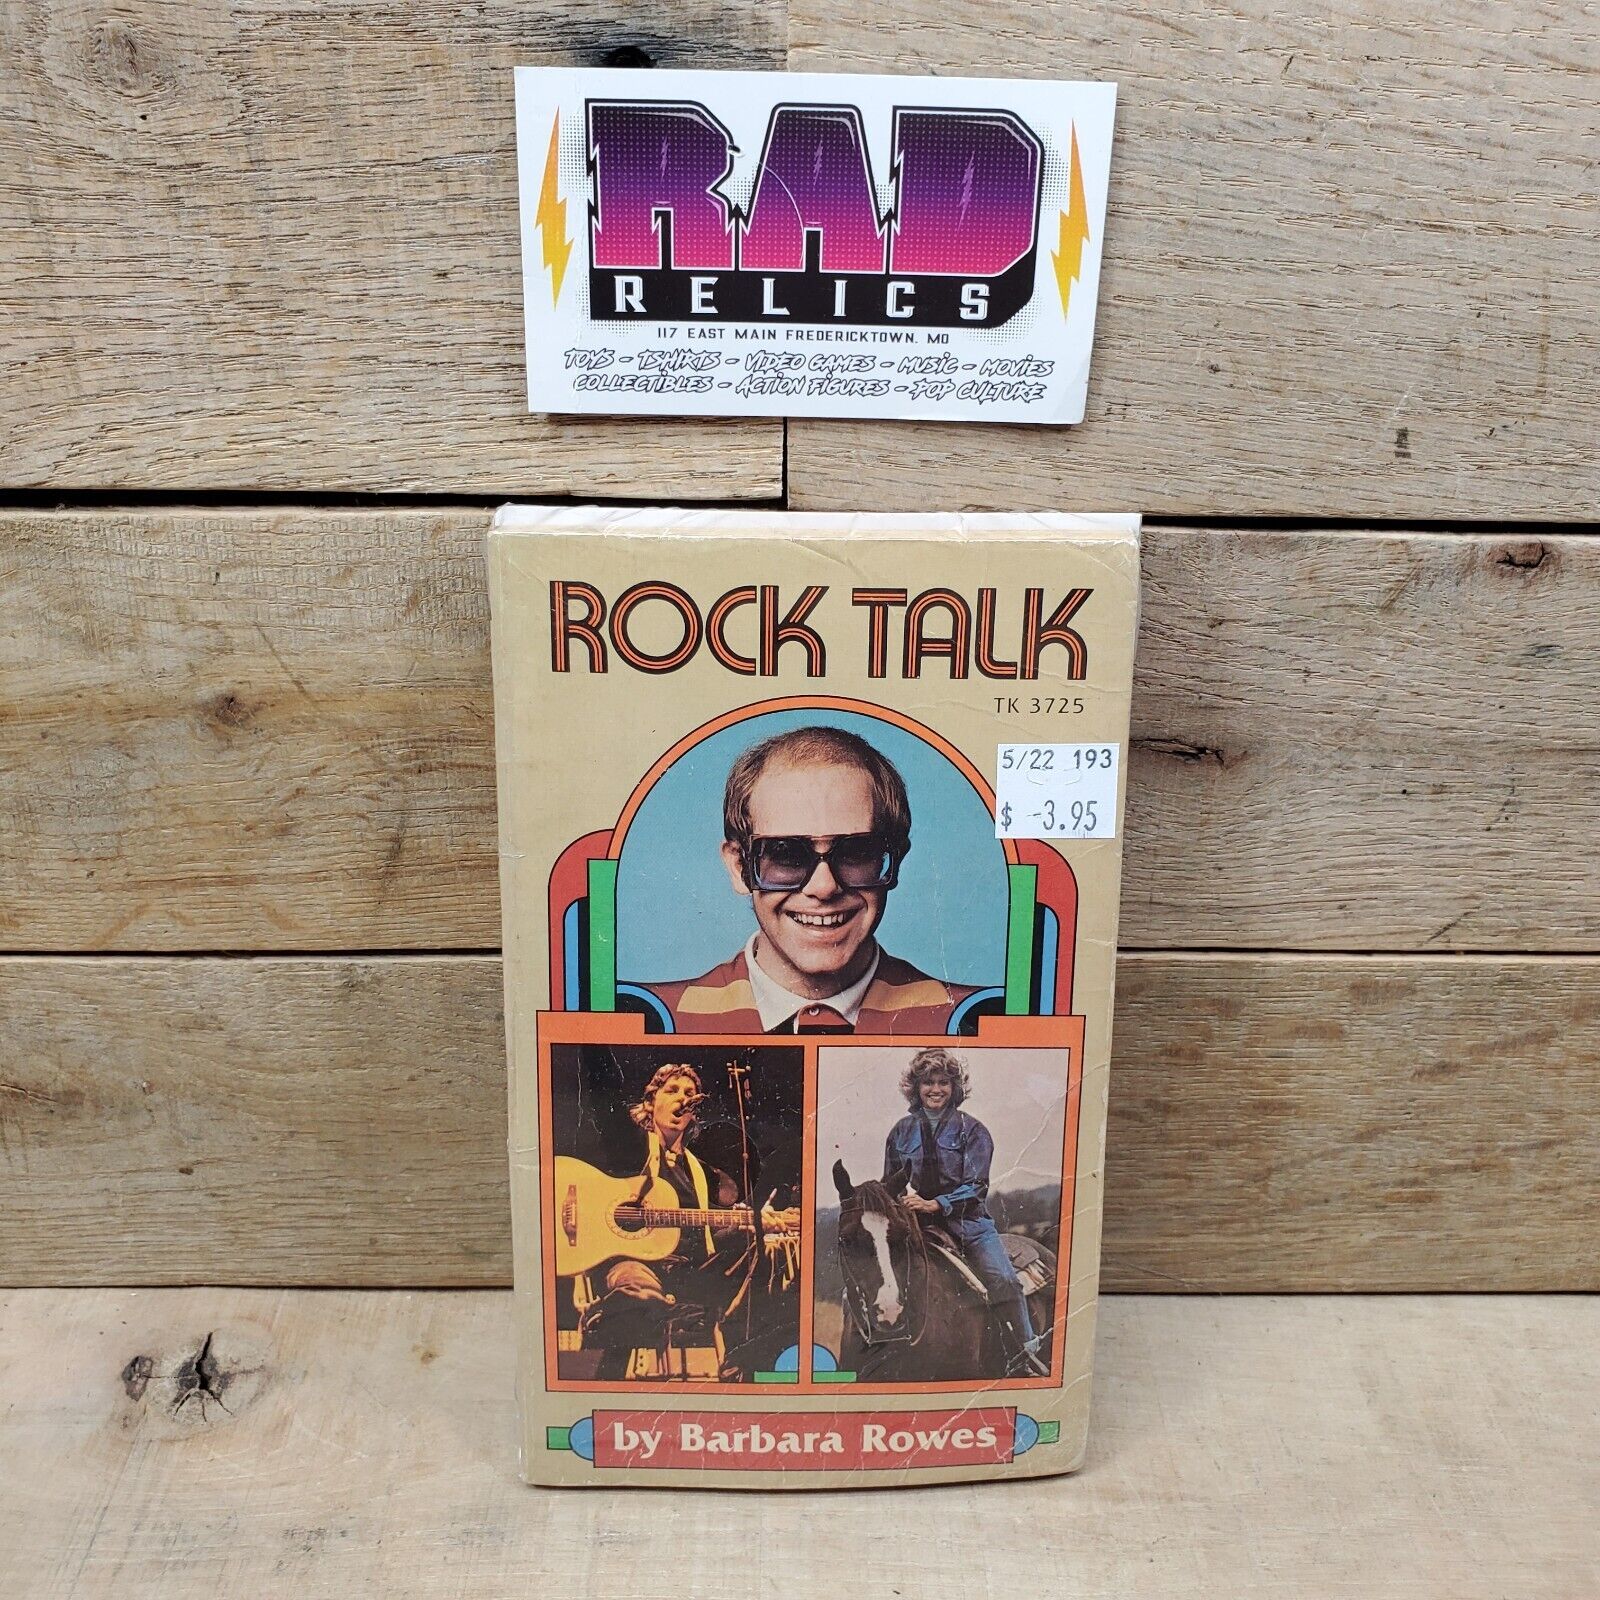 RAD
RELICS
117 EAST MAIN FREDERICKTOWN, MO
TOYS - TSHIRTS - VIDEO GAMES - MUSIC - MOVIES
COLLECTIBLES - ACTION FIGURES - POP CULTURE
ROCK TALK
TK 3725
5/22 193
$ -3.95
by Barbara Rowes